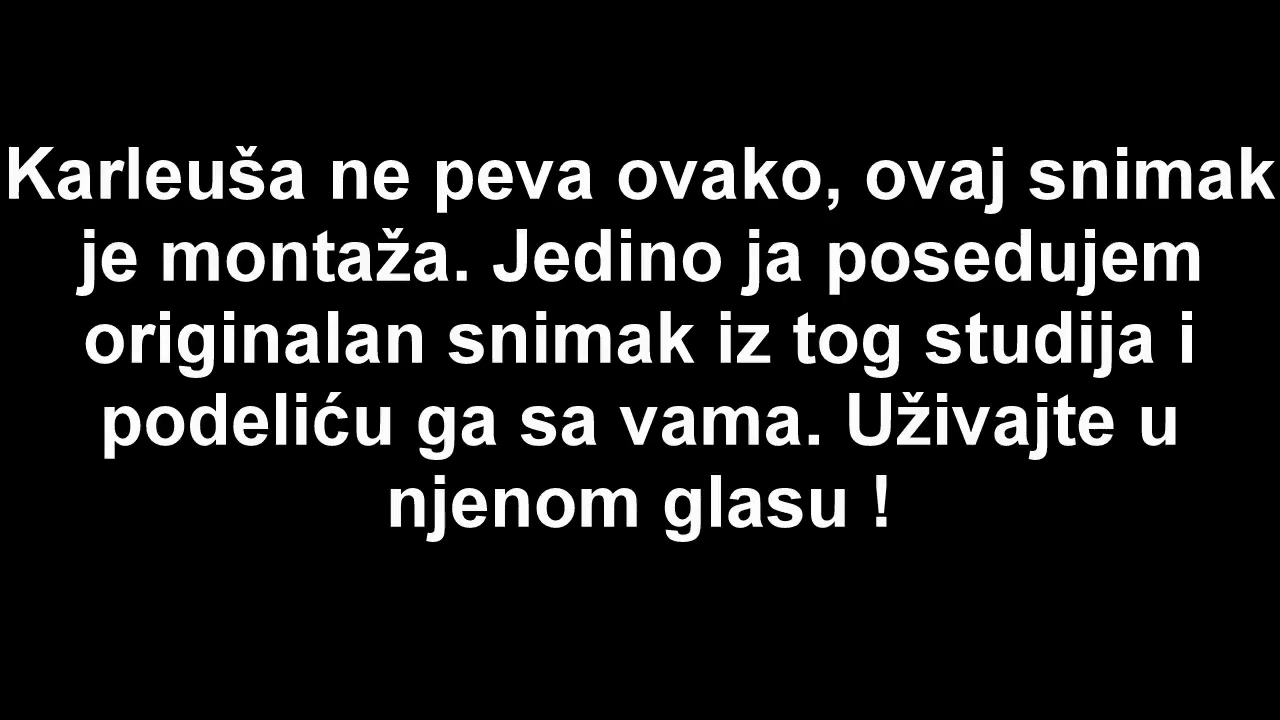 Karleuša ne peva ovako, ovaj snimak
je montaža. Jedino ja posedujem
originalan snimak iz tog studija i
podeliću ga sa vama. Uživajte u
njenom glasu !